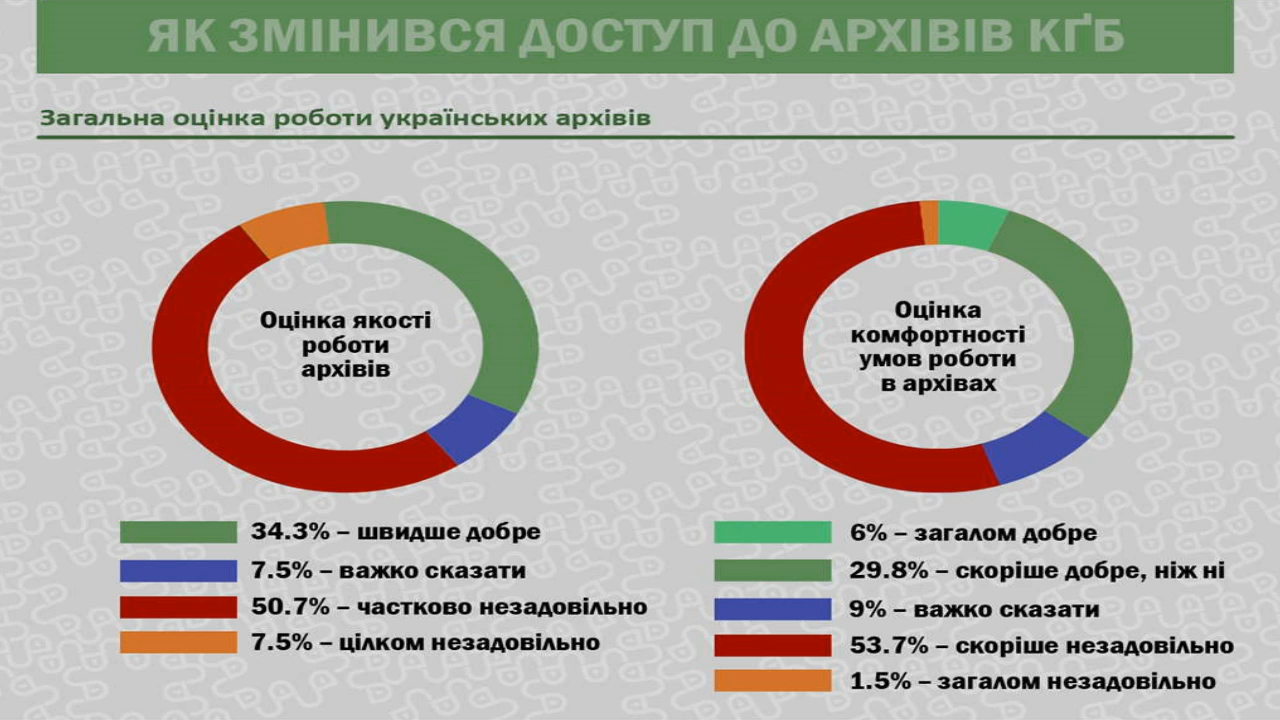 ЯК ЗМІНИВСЯ ДОСТУП ДО АРХІВІВ КҐБ
Загальна оцінка роботи українських архівів
Оцінка якості
роботи
архівів
34.3% – швидше добре
7.5% – важко сказати
50.7% – частково незадовільно
7.5% – цілком незадовільно
Оцінка
комфортності
умов роботи
в архівах
6% – загалом добре
29.8% – скоріше добре, ніж ні
9% – важко сказати
53.7% – скоріше незадовільно
1.5% – загалом незадовільно